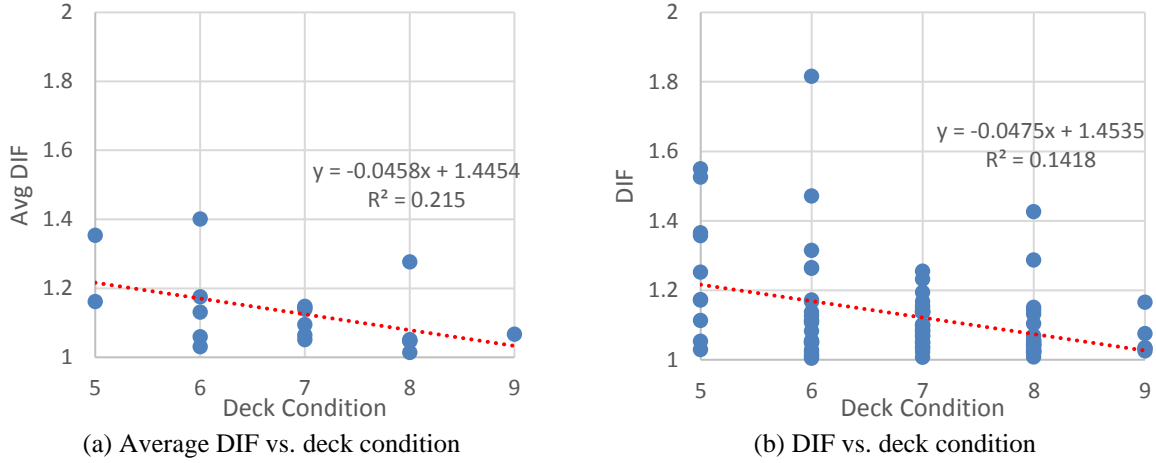 2
1.8
1.6
1.4
1.2
1
Avg DIF
y = -0.0458x + 1.4454
R² = 0.215
5 6 7 8 9
Deck Condition
(a) Average DIF vs. deck condition
2
1.8
1.6
1.4
1.2
1
DIF
y = -0.0475x + 1.4535
R² = 0.1418
5 6 7 8 9
Deck Condition
(b) DIF vs. deck condition